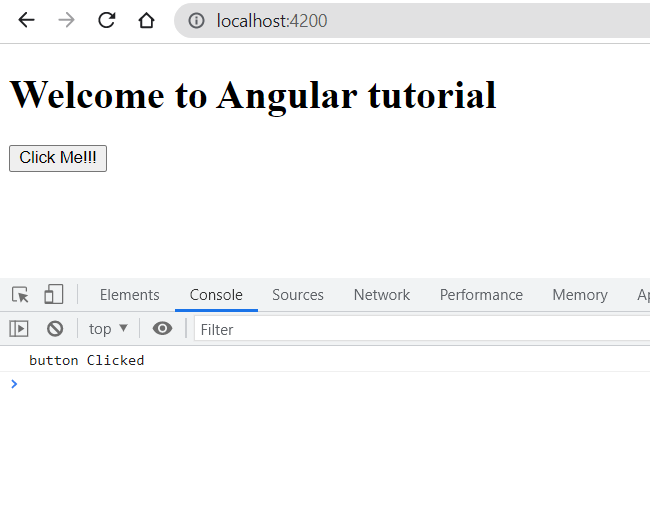 localhost:4200
Welcome to Angular tutorial
Click Me!!!
Elements Console Sources Network Performance Memory
top Filter
button Clicked